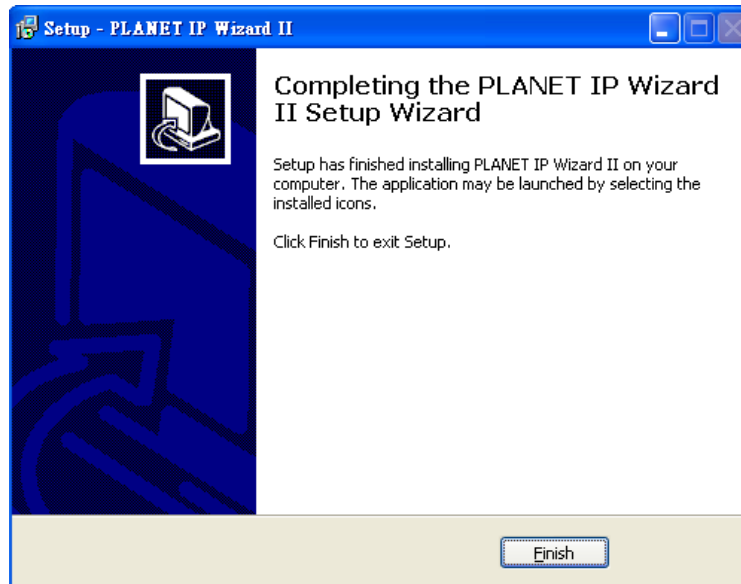 Setup - PLANET IP Wizard II
Completing the PLANET IP Wizard
II Setup Wizard
Setup has finished installing PLANET IP Wizard II on your
computer. The application may be launched by selecting the
installed icons.
Click Finish to exit Setup.
Finish